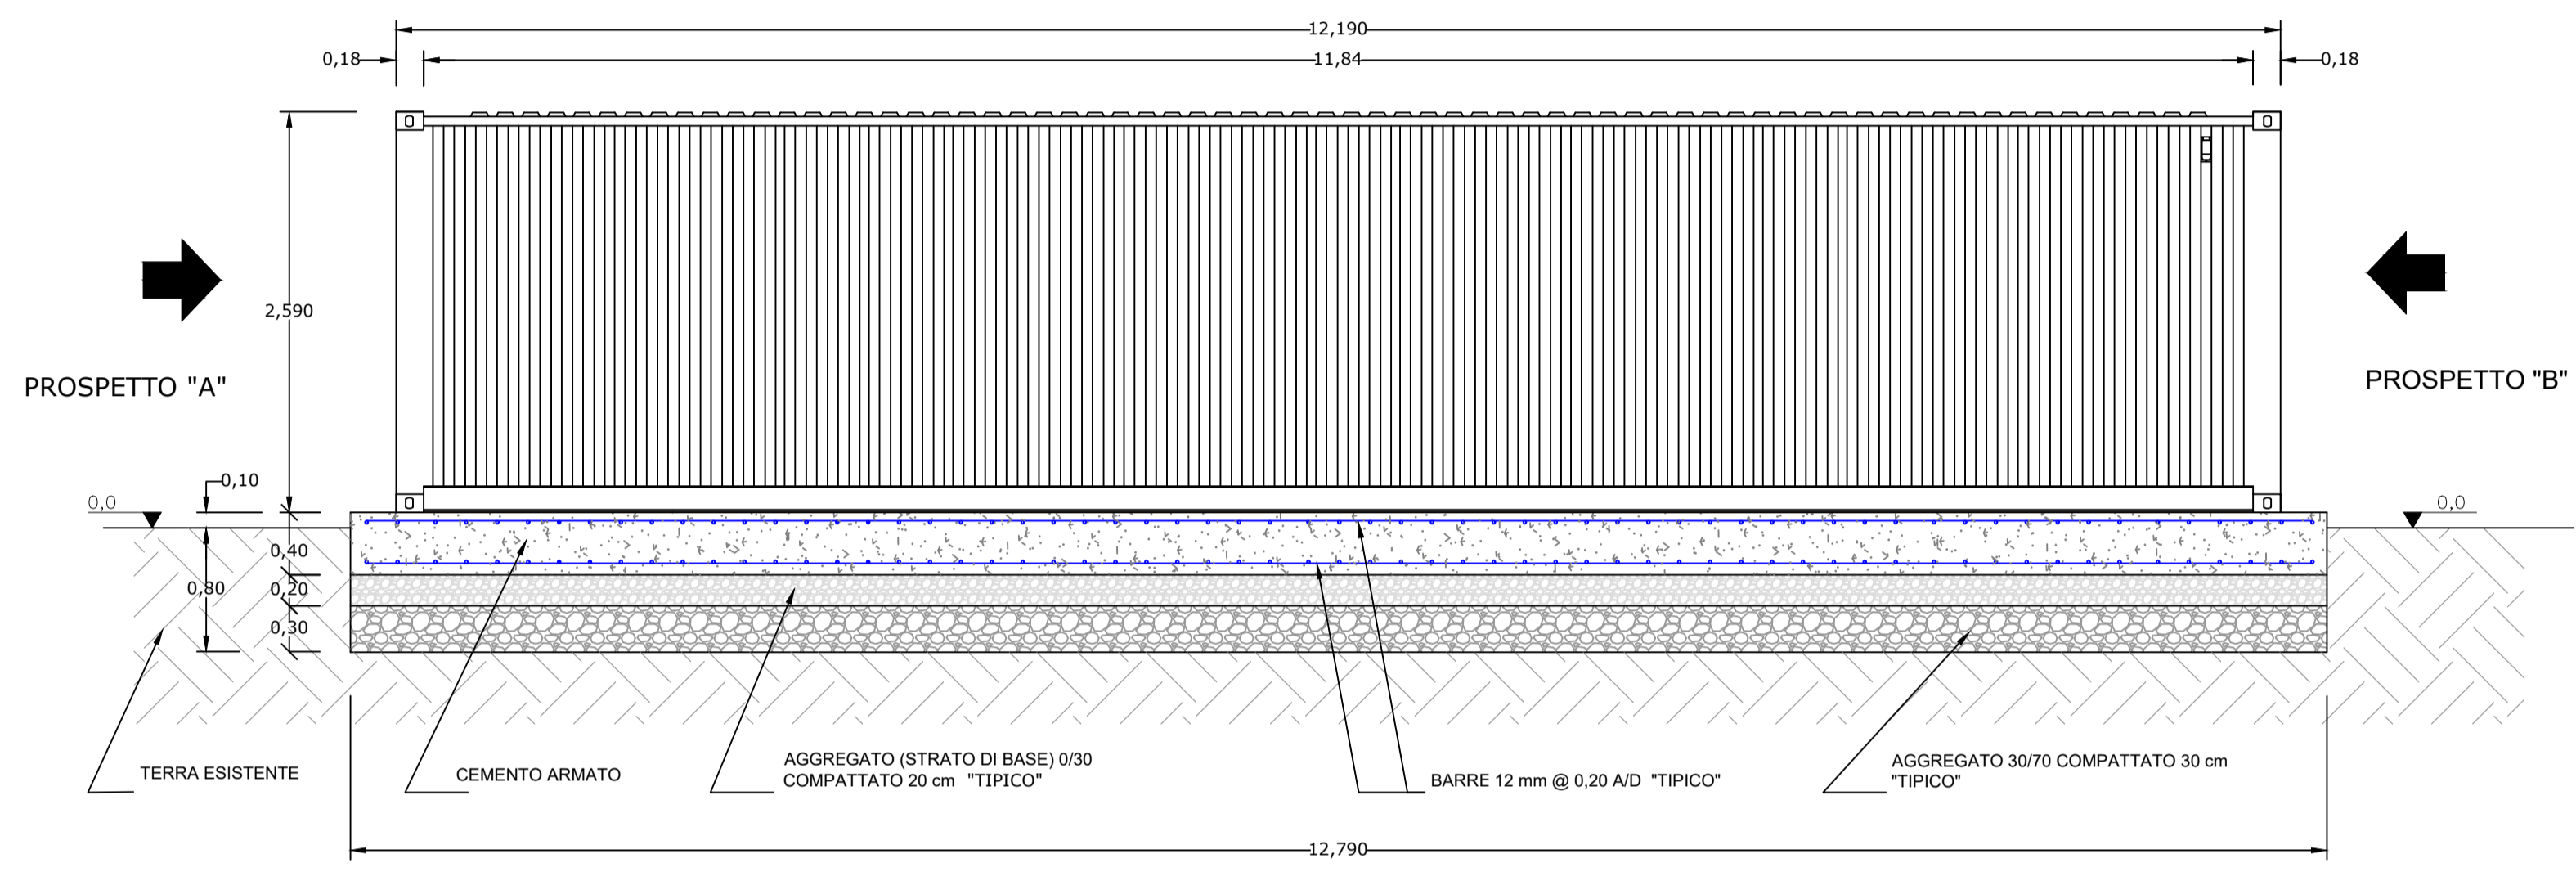 12,190
0,18
11,84
0,18
2,590
PROSPETTO "A"
PROSPETTO "B"
0,10
0,0
0,0
0,40
0,80
0,20
0,30
TERRA ESISTENTE
CEMENTO ARMATO
AGGREGATO (STRATO DI BASE) 0/30
COMPATTATO 20 cm "TIPICO"
BARRE 12 mm @ 0,20 A/D "TIPICO"
AGGREGATO 30/70 COMPATTATO 30 cm
"TIPICO"
12,790